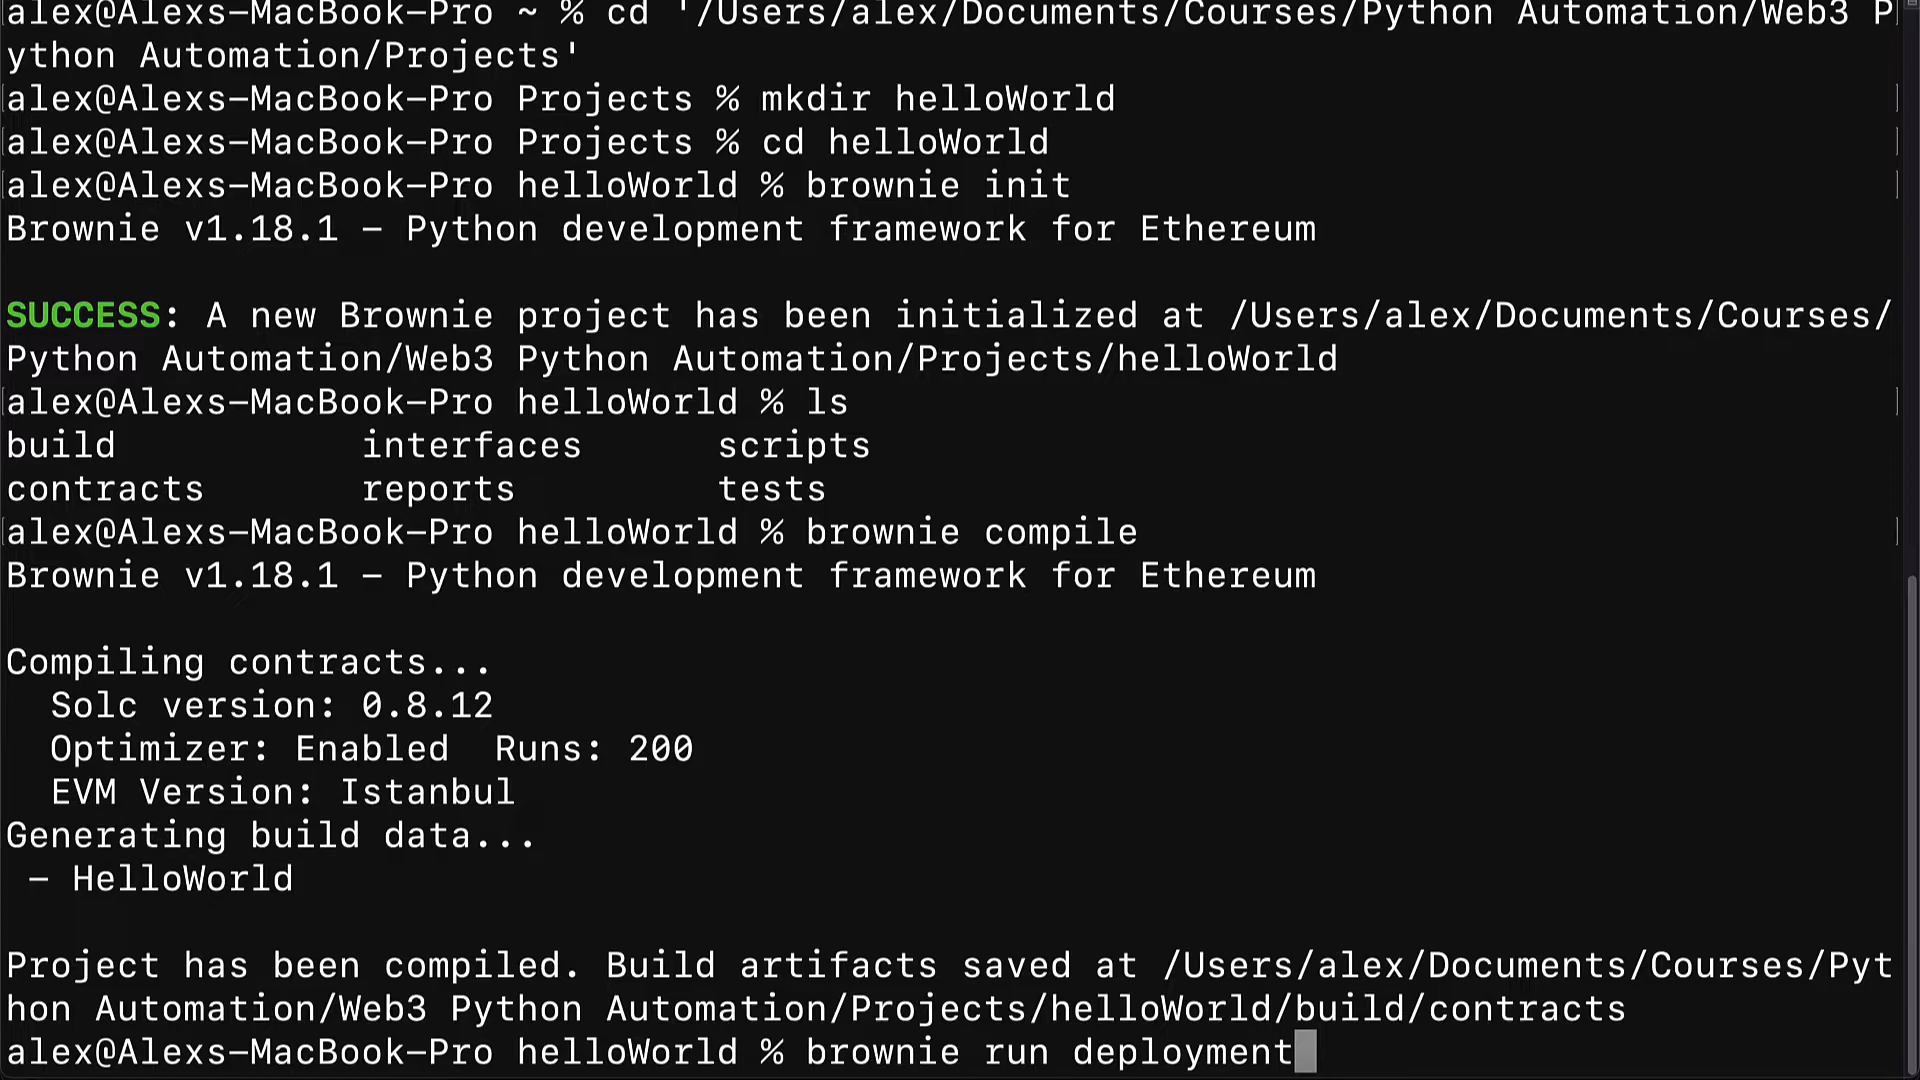 alex@Alexs-MacBook-Pro ~ % cd '/Users/alex/Documents/Courses/Python Automation/Web3 P
ython Automation/Projects'
alex@Alexs-MacBook-Pro Projects % mkdir helloWorld
alex@Alexs-MacBook-Pro Projects % cd helloWorld
alex@Alexs-MacBook-Pro helloWorld % brownie init
Brownie v1.18.1 - Python development framework for Ethereum
SUCCESS: A new Brownie project has been initialized at /Users/alex/Documents/Courses/
Python Automation/Web3 Python Automation/Projects/helloWorld
alex@Alexs-MacBook-Pro helloWorld % ls
build interfaces scripts
contracts reports tests
alex@Alexs-MacBook-Pro helloWorld % brownie compile
Brownie v1.18.1 - Python development framework for Ethereum
Compiling contracts...
Solc version: 0.8.12
Optimizer: Enabled Runs: 200
EVM Version: Istanbul
Generating build data...
- HelloWorld
Project has been compiled. Build artifacts saved at /Users/alex/Documents/Courses/Pyt
hon Automation/Web3 Python Automation/Projects/helloWorld/build/contracts
alex@Alexs-MacBook-Pro helloWorld % brownie run deployment